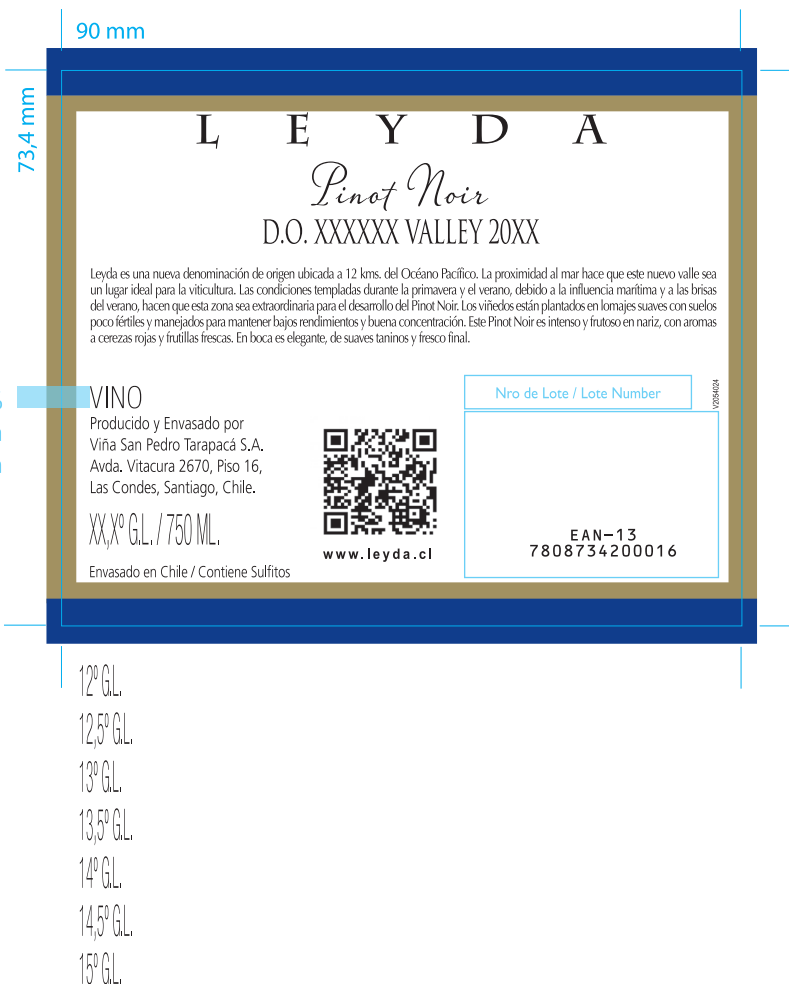 90 mm
73,4 mm
LEYDA
Pinot Noir
D.O. XXXXXX VALLEY 20XX
Leyda es una nueva denominación de origen ubicada a 12 kms. del Océano Pacífico. La proximidad al mar hace que este nuevo valle sea
un lugar ideal para la viticultura. Las condiciones templadas durante la primavera y el verano, debido a la influencia marítima y a las brisas
del verano, hacen que esta zona sea extraordinaria para el desarrollo del Pinot Noir. Los viñedos están plantados en lomajes suaves con suelos
poco fértiles y manejados para mantener bajos rendimientos y buena concentración. Este Pinot Noir es intenso y frutoso en nariz, con aromas
a cerezas rojas y frutillas frescas. En boca es elegante, de suaves taninos y fresco final.
VINO
Producido y Envasado por
Viña San Pedro Tarapacá S.A.
Avda. Vitacura 2670, Piso 16,
Las Condes, Santiago, Chile.
XX,Xº G.L. / 750 ML.
Envasado en Chile / Contiene Sulfitos
www.leyda.cl
Nro de Lote / Lote Number
V2054024
EAN-13
7808734200016
12º G.L.
12,5º G.L.
13º G.L.
13,5º G.L.
14º G.L.
14,5º G.L.
15º G.L.